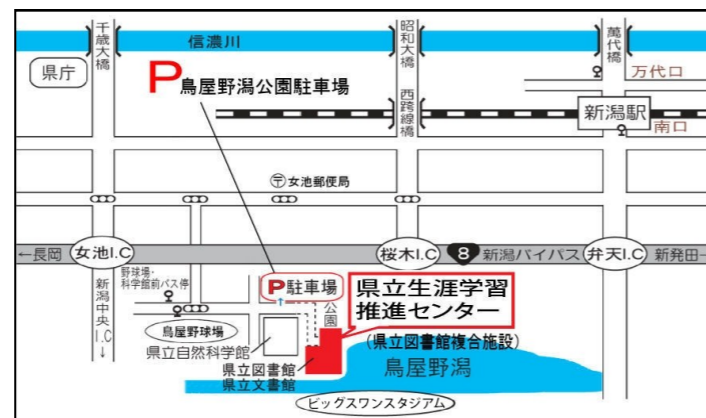 千歳大橋
信濃川
昭和大橋
萬代橋
県庁
P鳥屋野潟公園駐車場
万代口
西跨線橋
新潟駅
南口
〒女池郵便局
←長岡
女池I.C
桜木I.C
8
新潟バイパス
弁天I.C
新発田→
新潟中央I.C↓
野球場・
科学館前バス停
P駐車場
↑
公園
県立生涯学習
推進センター
鳥屋野球場
(県立図書館複合施設)
県立自然科学館
県立図書館
県立文書館
鳥屋野潟
ビッグスワンスタジアム